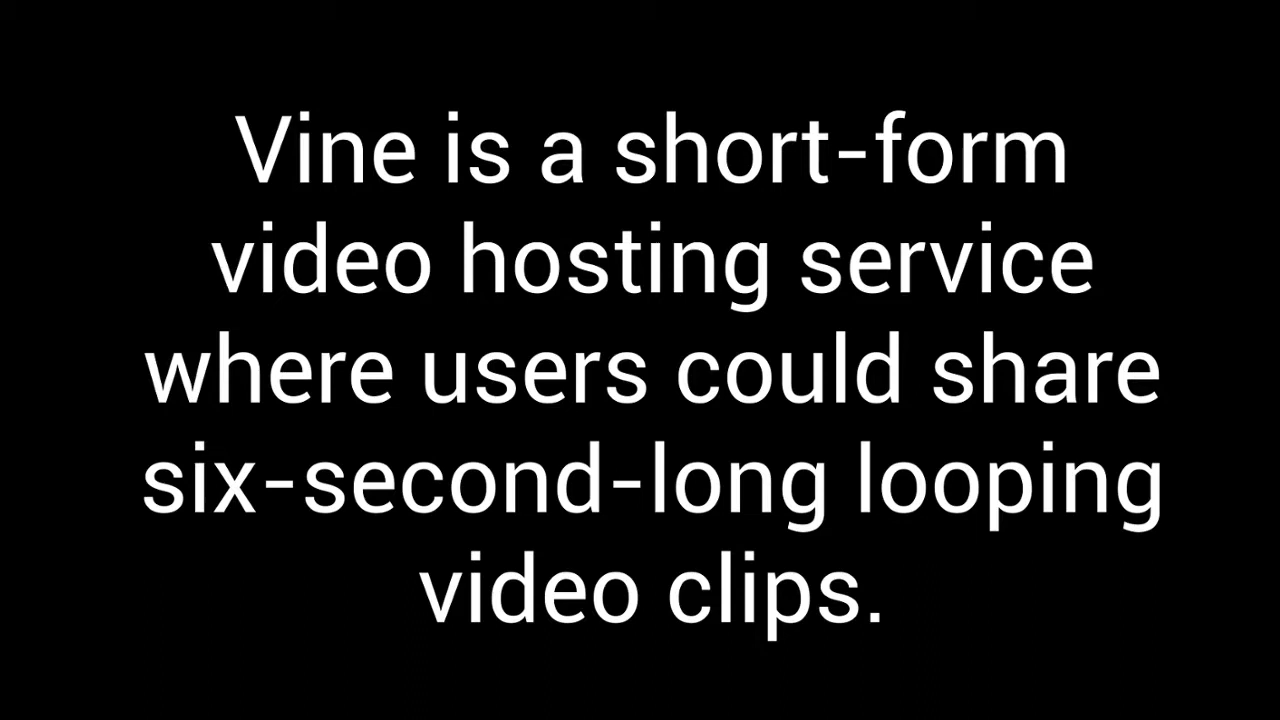 Vine is a short-form
video hosting service
where users could share
six-second-long looping
video clips.